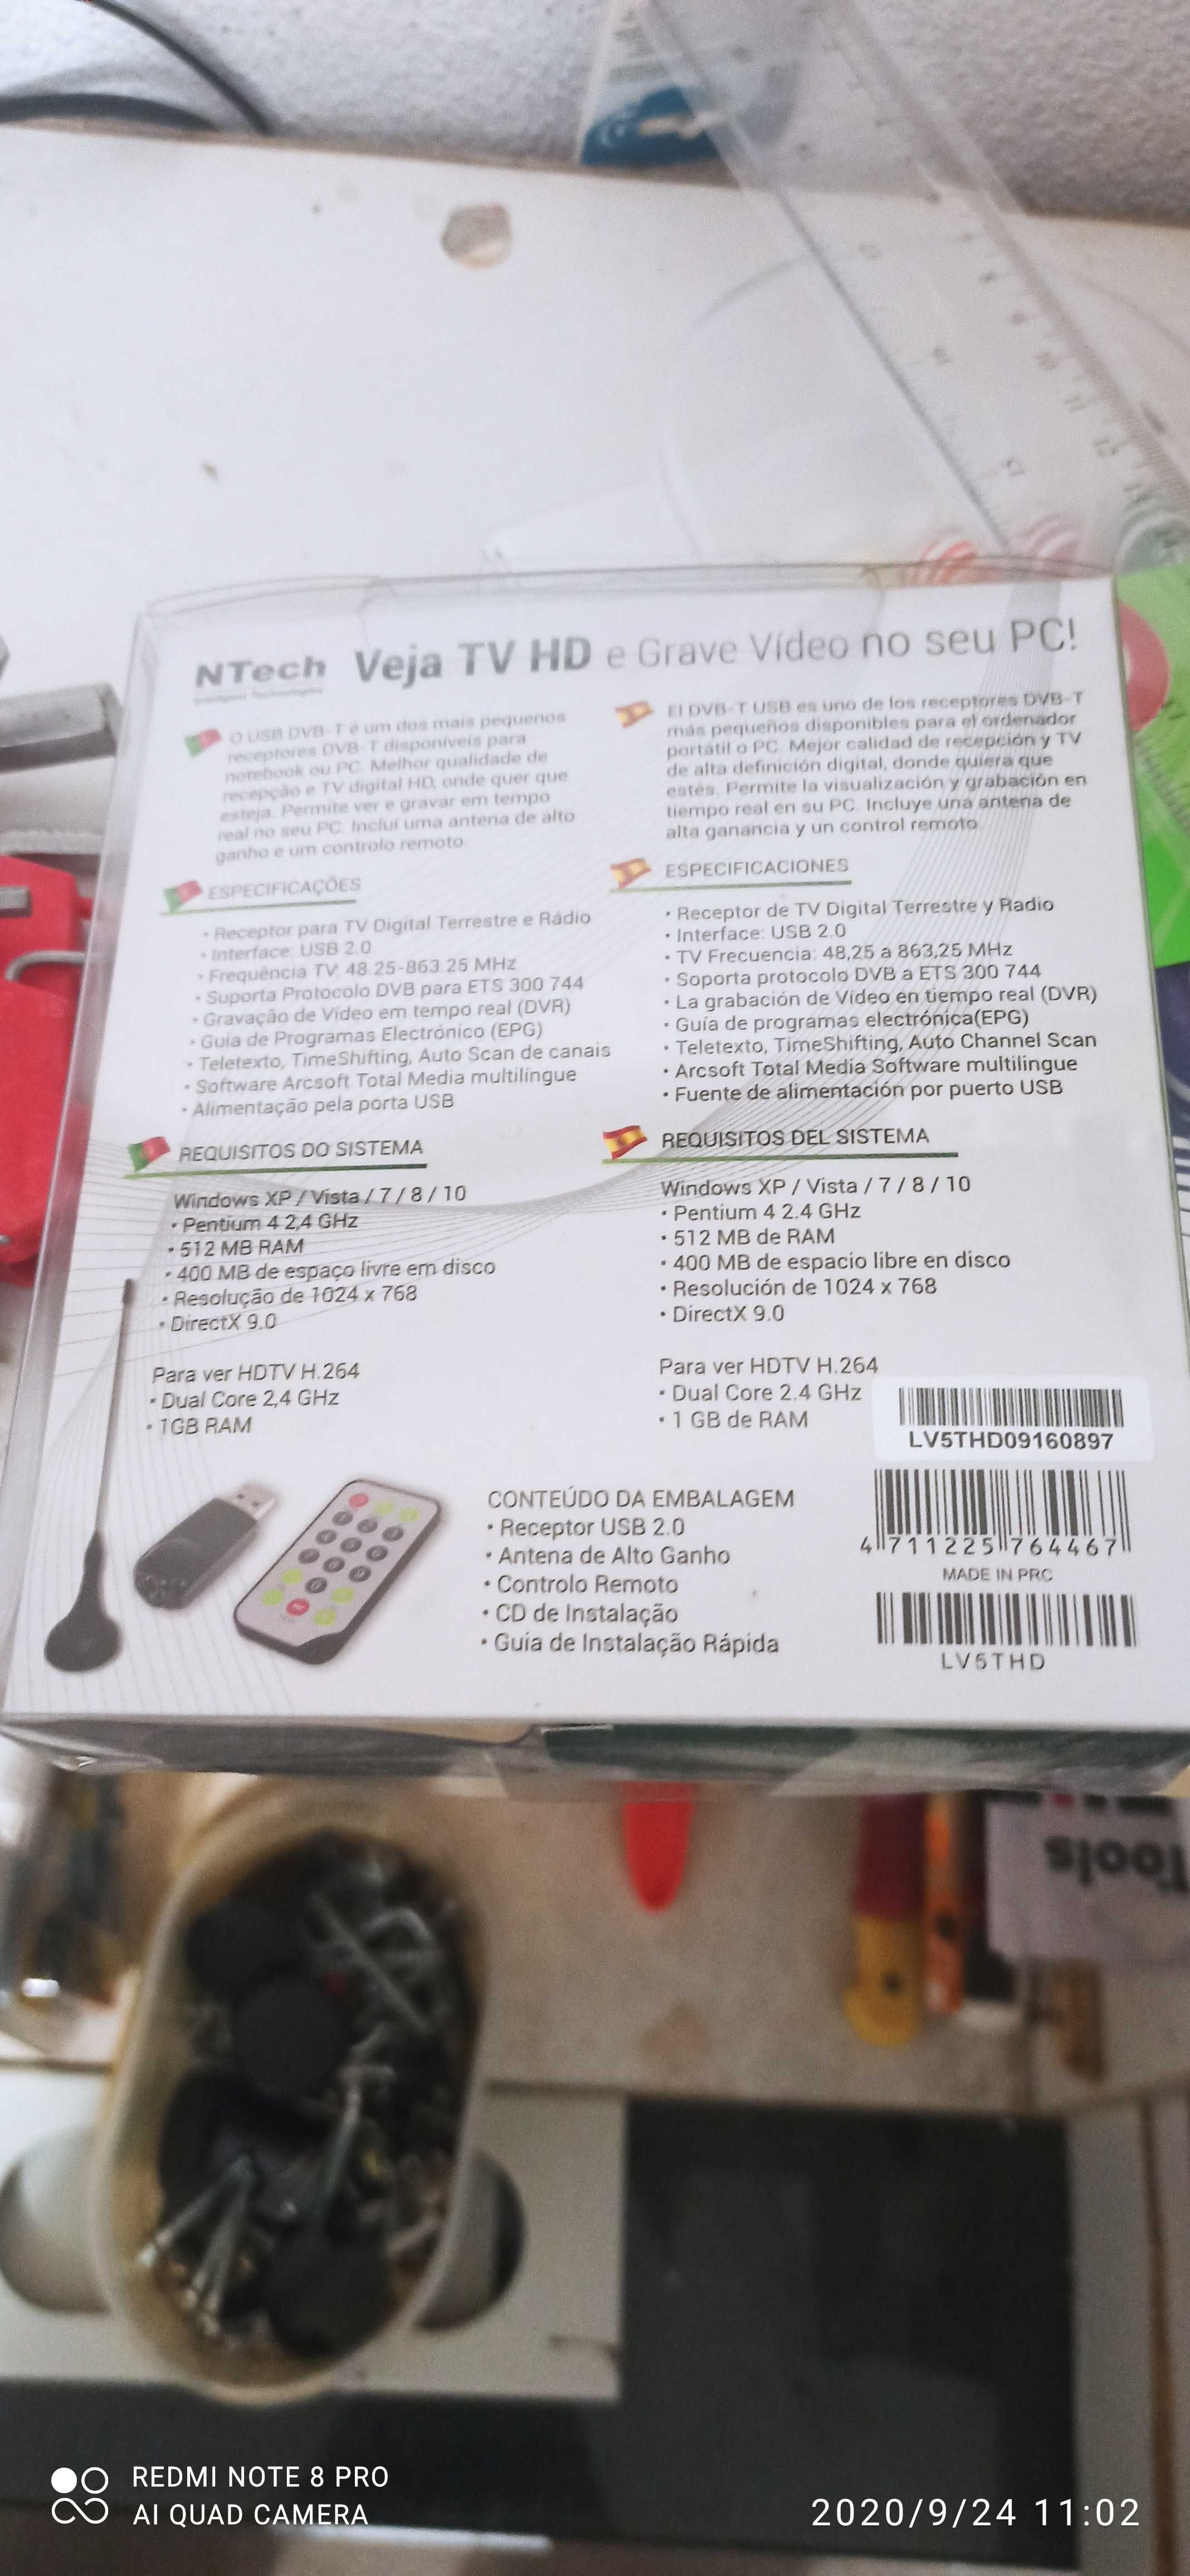 NTech Veja TV HD e Grave Vídeo no seu PC!
O USB DVB-T é um dos mais pequenos
receptores DVB-T disponíveis para
notebook ou PC. Melhor qualidade de
recepção e TV digital HD, onde quer que
esteja. Permite ver e gravar em tempo
real no seu PC. Incluí uma antena de alto
ganho e um controlo remoto.
ESPECIFICAÇÕES
• Receptor para TV Digital Terrestre e Rádio
• Interface: USB 2.0
• Frequência TV: 48.25-863.25 MHz
• Suporta Protocolo DVB para ETS 300 744
• Gravação de Vídeo em tempo real (DVR)
• Guia de Programas Electrónico (EPG)
• Teletexto, TimeShifting, Auto Scan de canais
• Software Arcsoft Total Media multilíngue
• Alimentação pela porta USB
REQUISITOS DO SISTEMA
Windows XP / Vista / 7 / 8 / 10
• Pentium 4 2,4 GHz
• 512 MB RAM
• 400 MB de espaço livre em disco
• Resolução de 1024 x 768
• DirectX 9.0
Para ver HDTV H.264
• Dual Core 2,4 GHz
• 1GB RAM
El DVB-T USB es uno de los receptores DVB-T
más pequeños disponibles para el ordenador
portátil o PC. Mejor calidad de recepción y TV
de alta definición digital, donde quiera que
estés. Permite la visualización y grabación en
tiempo real en su PC. Incluye una antena de
alta ganancia y un control remoto.
ESPECIFICACIONES
• Receptor de TV Digital Terrestre y Radio
• Interface: USB 2.0
• TV Frecuencia: 48,25 a 863,25 MHz
• Soporta protocolo DVB a ETS 300 744
• La grabación de Vídeo en tiempo real (DVR)
• Guía de programas electrónica(EPG)
• Teletexto, TimeShifting, Auto Channel Scan
• Arcsoft Total Media Software multilingue
• Fuente de alimentación por puerto USB
REQUISITOS DEL SISTEMA
Windows XP / Vista / 7 / 8 / 10
• Pentium 4 2.4 GHz
• 512 MB de RAM
• 400 MB de espacio libre en disco
• Resolución de 1024 x 768
• DirectX 9.0
Para ver HDTV H.264
• Dual Core 2.4 GHz
• 1 GB de RAM
LV5THD09160897
CONTEÚDO DA EMBALAGEM
• Receptor USB 2.0
• Antena de Alto Ganho
• Controlo Remoto
• CD de Instalação
• Guia de Instalação Rápida
4 711225 764467
MADE IN PRC
LV5THD
Tools
REDMI NOTE 8 PRO
AI QUAD CAMERA
2020/9/24 11:02